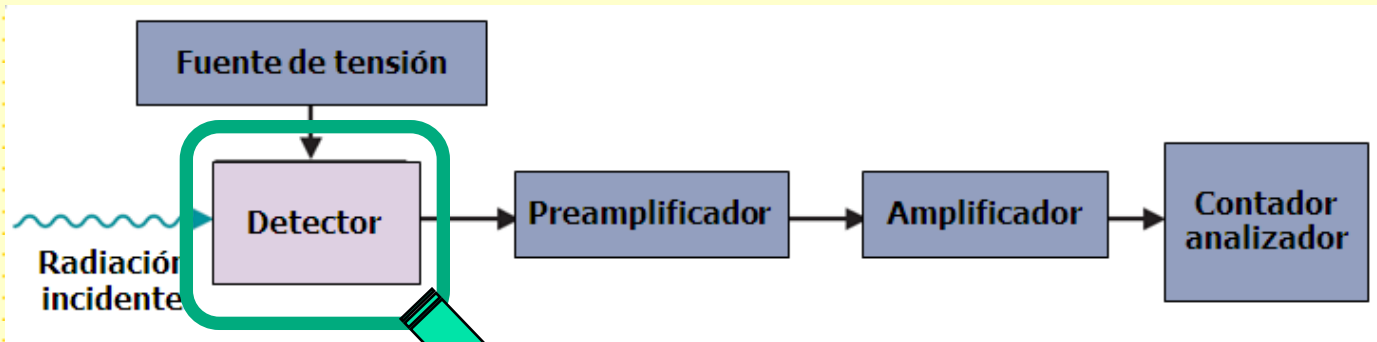 Fuente de tensión
Detector
Preamplificador
Amplificador
Contador
analizador
Radiación
incidente